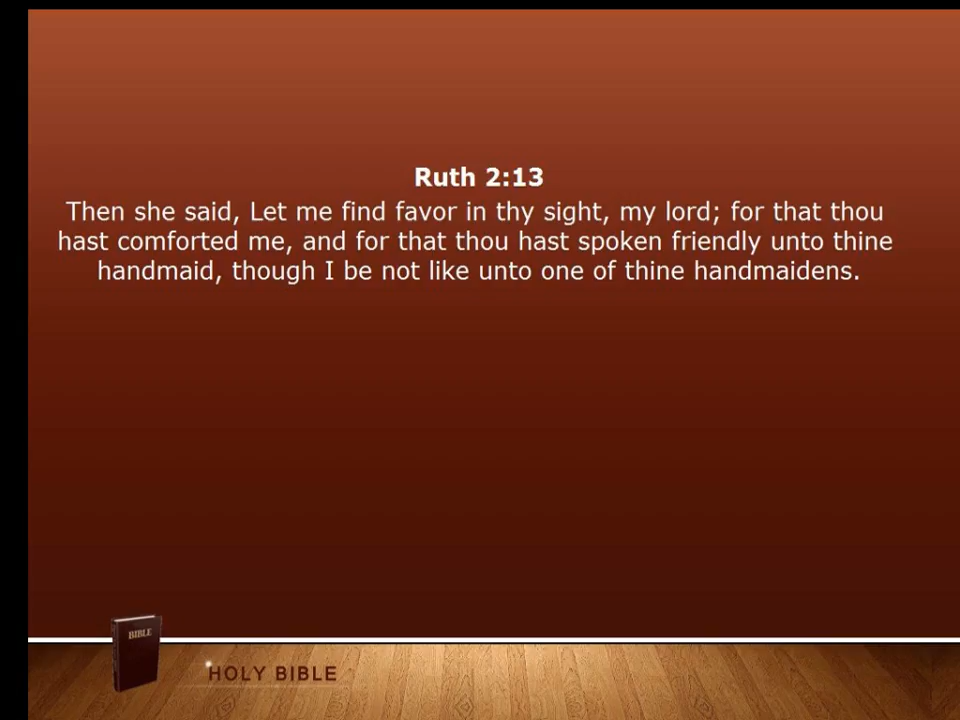 Ruth 2:13
Then she said, Let me find favor in thy sight, my lord; for that thou
hast comforted me, and for that thou hast spoken friendly unto thine
handmaid, though I be not like unto one of thine handmaidens.
BIBLE
HOLY BIBLE